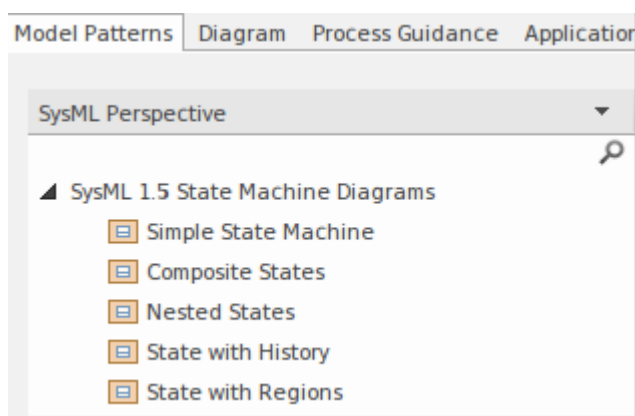 Model Patterns Diagram Process Guidance Application
SysML Perspective
SysML 1.5 State Machine Diagrams
Simple State Machine
Composite States
Nested States
State with History
State with Regions